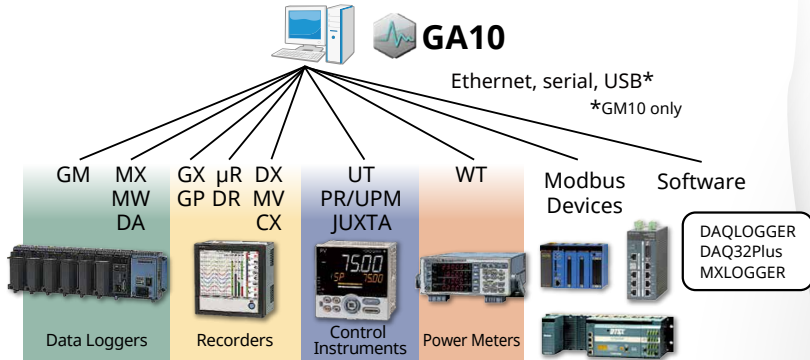 GA10
Ethernet, serial, USB*
*GM10 only
GM
MX
MW
DA
GX
GP
µR
DR
DX
MV
CX
UT
PR/UPM
JUXTA
WT
Modbus
Devices
Software
DAQLOGGER
DAQ32Plus
MXLOGGER
75.00
SP
75.00
Data Loggers
Recorders
Control
Instruments
Power Meters